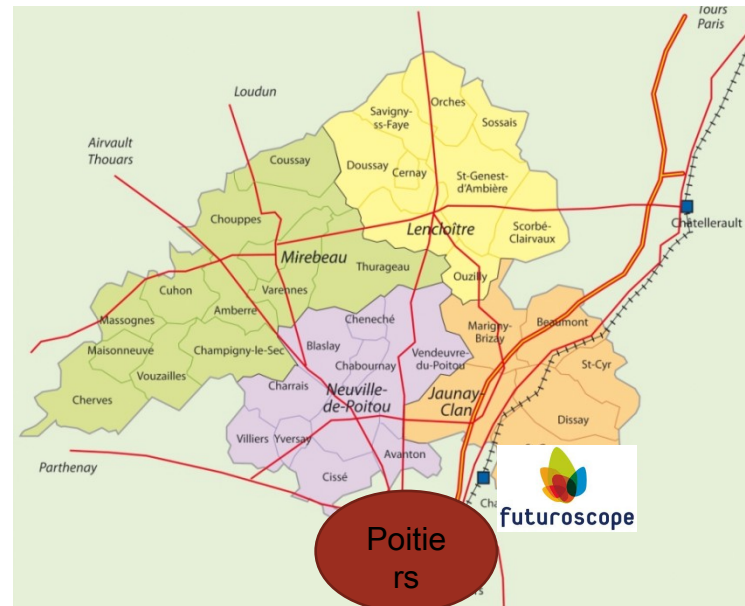 Tours
Paris
Loudun
Orches
Savigny-
ss-Faye
Sossais
Airvault
Thouars
Coussay
Doussay
Cernay
St-Genest-
d'Ambière
Chouppes
Châtellerault
Lencloître
Scorbé-
Clairvaux
Mirebeau
Thurageau
Ouzilly
Cuhon
Varennes
Massognes
Amberre
Cheneché
Marigny-
Brizay
Beaumont
Maisonneuve
Champigny-le-Sec
Blaslay
Vendeuvre-
du-Poitou
St-Cyr
Vouzailles
Chabournay
Charrais
Cherves
Neuville-
de-Poitou
Jaunay-
Clan
Dissay
Villiers
Yversay
Avanton
Parthenay
Cissé
futuroscope
Poitie
rs